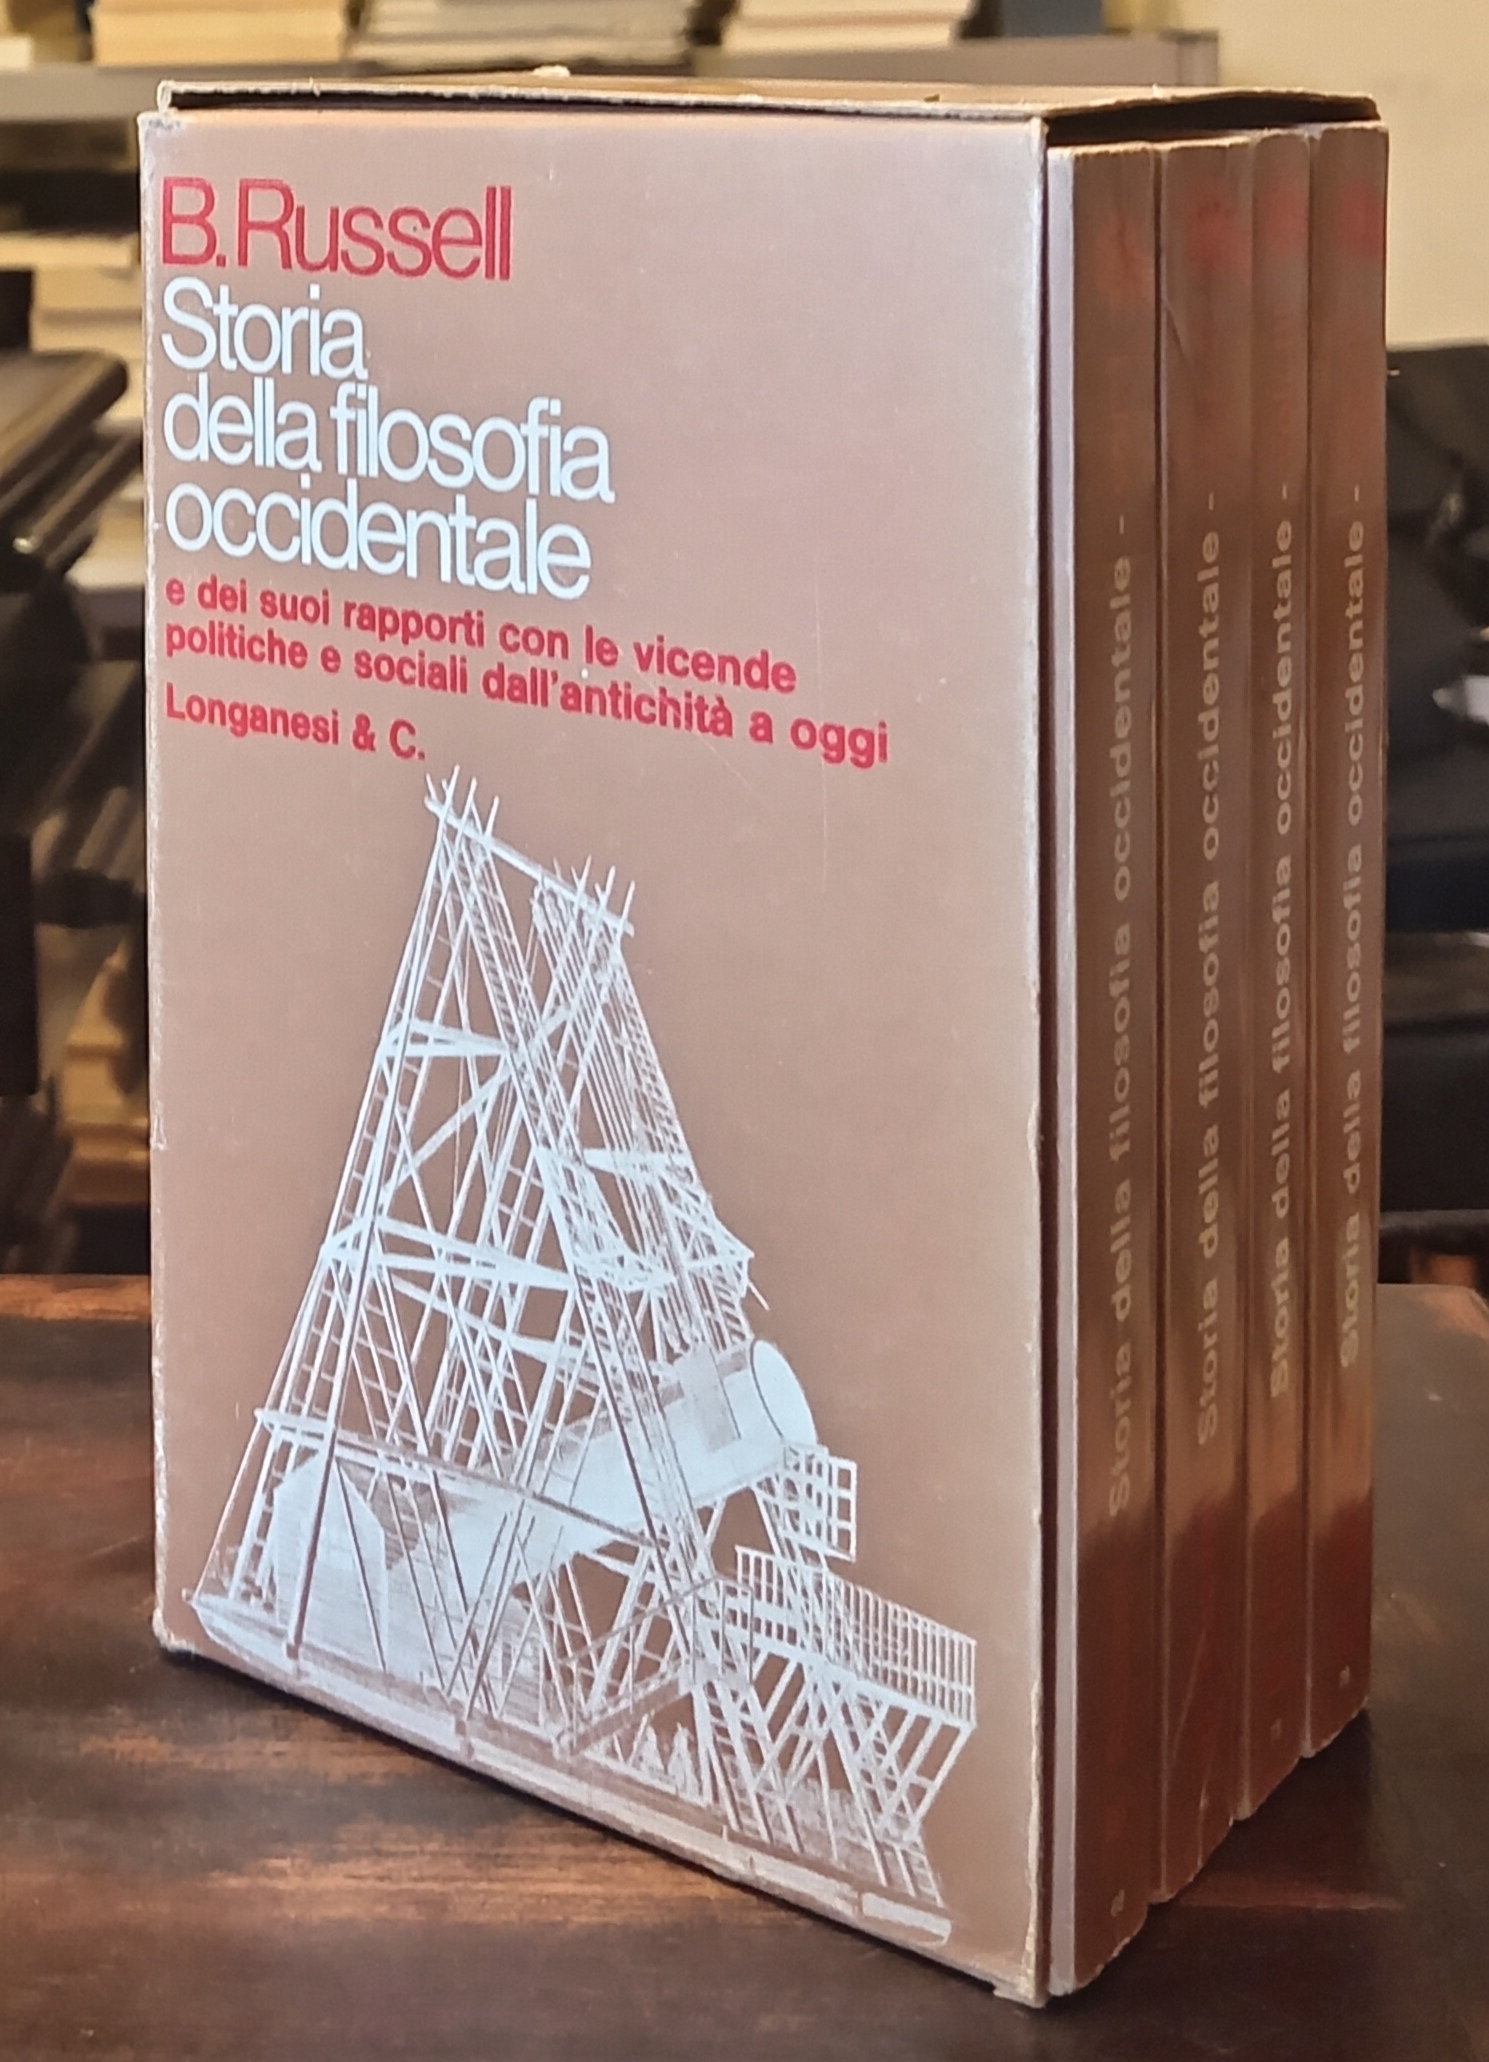 B. Russell
Storia
della filosofia
occidentale
e dei suoi rapporti con le vicende
politiche e sociali dall'antichità a oggi
Longanesi & C.
Storia della filosofia occidentale -
Storia della filosofia occidentale -
Storia della filosofia occidentale -
Storia della filosofia occidentale -